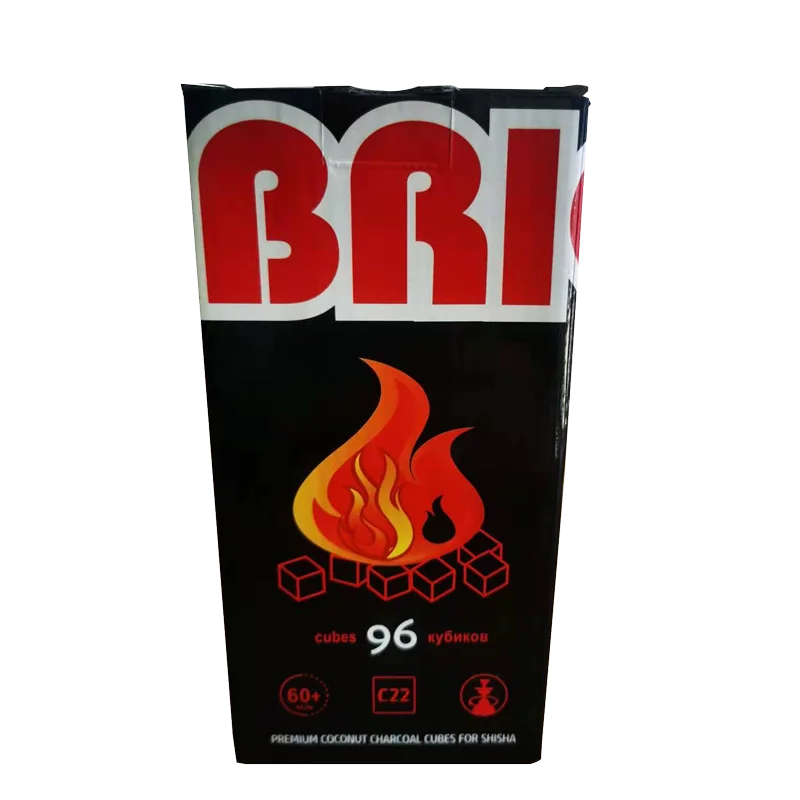 BRI
cubes 96 кубиков
60+
C22
PREMIUM COCONUT CHARCOAL CUBES FOR SHISHA